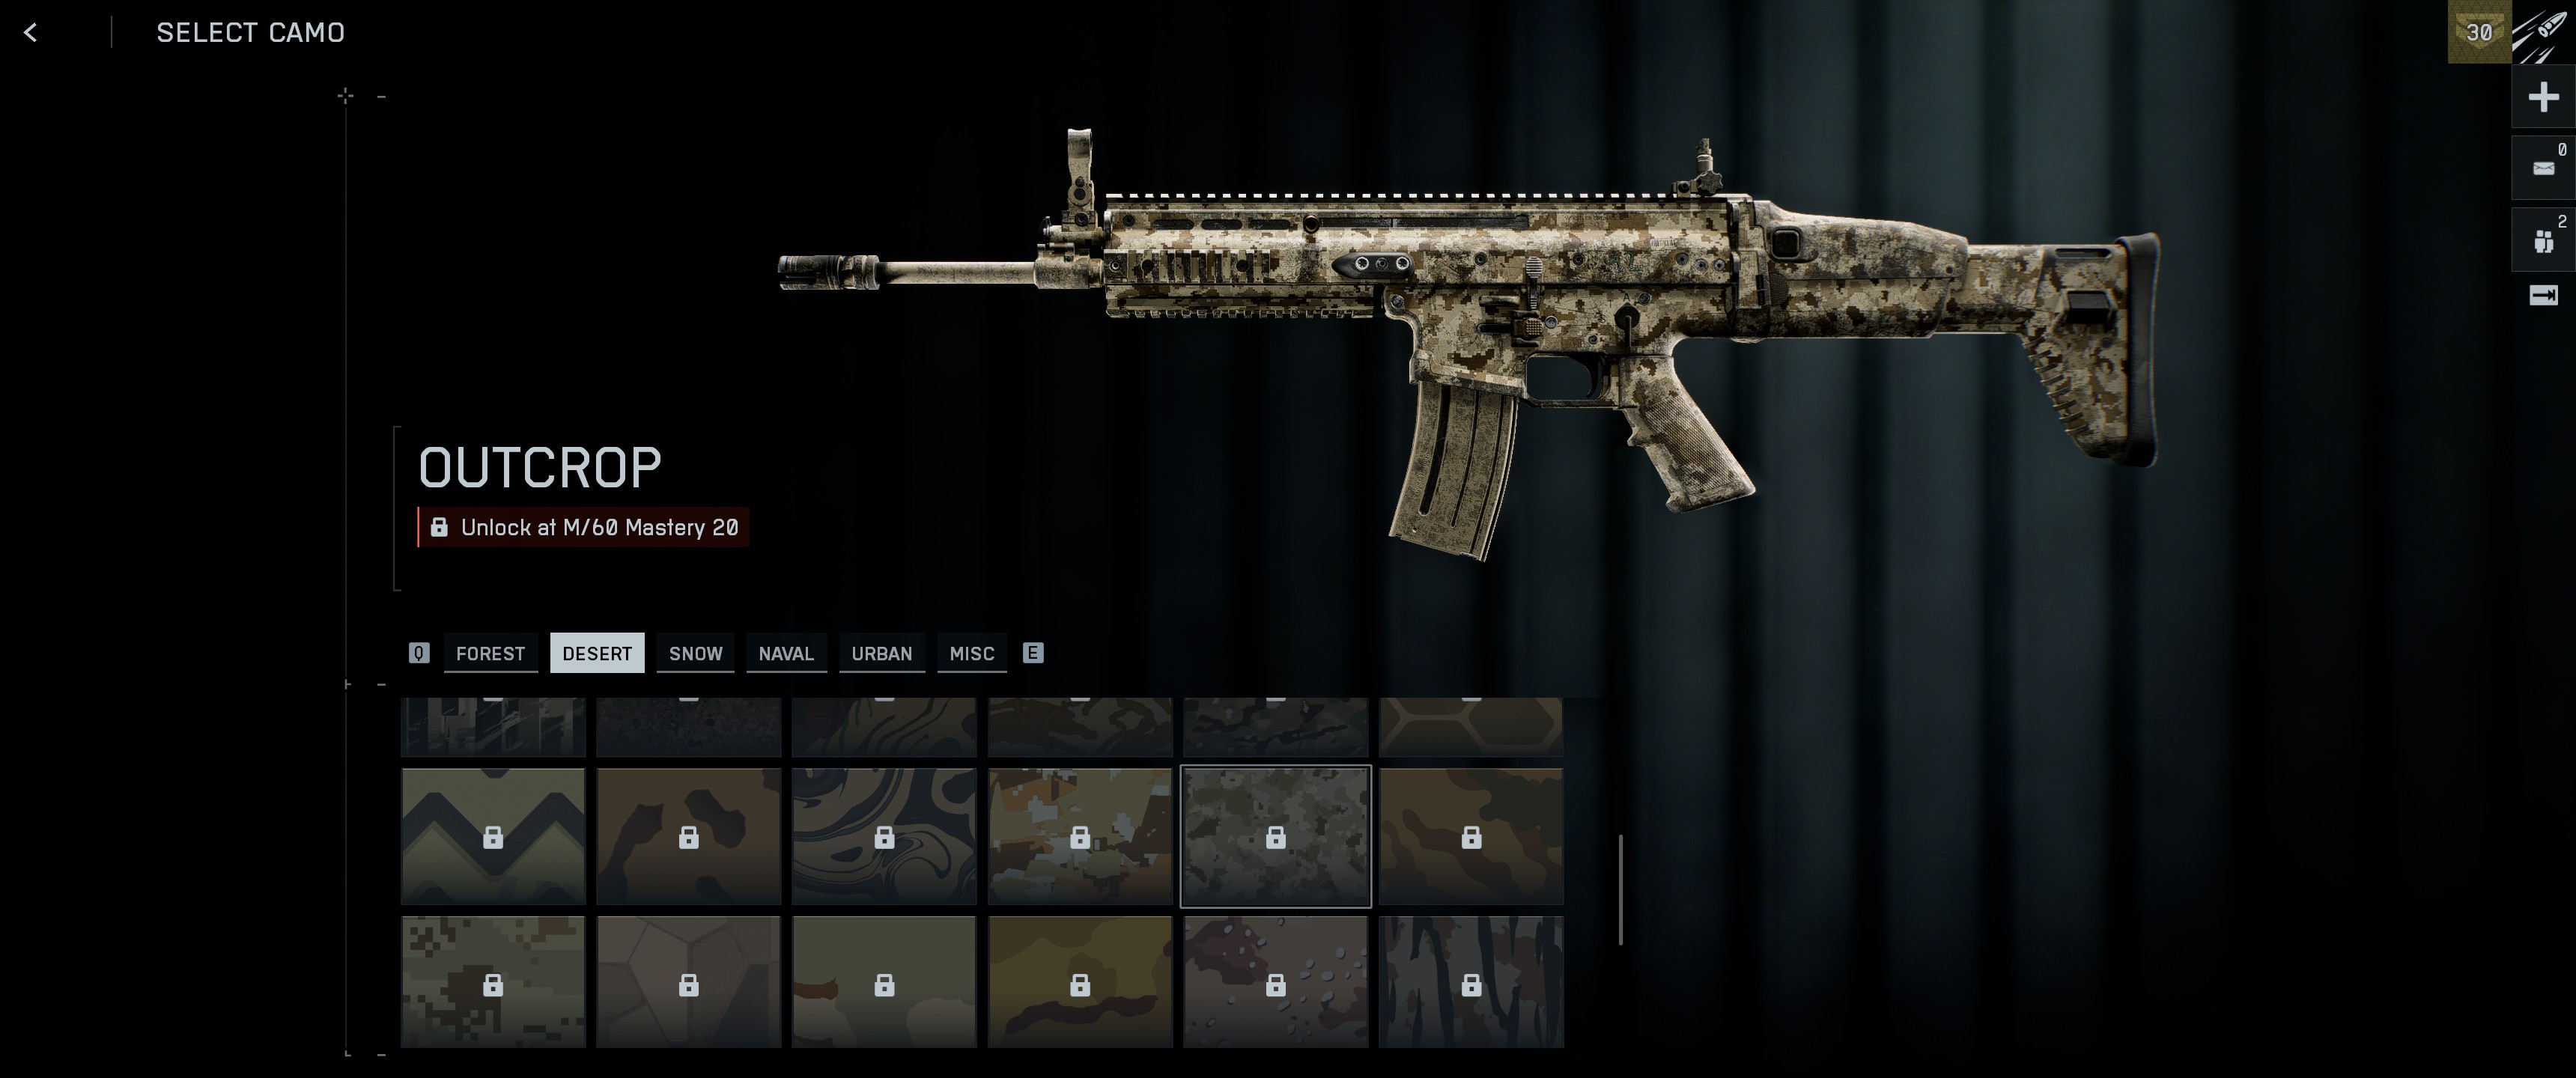 SELECT CAMO
30
0
2
OUTCROP
Unlock at M/60 Mastery 20
Q FOREST DESERT SNOW NAVAL URBAN MISC E